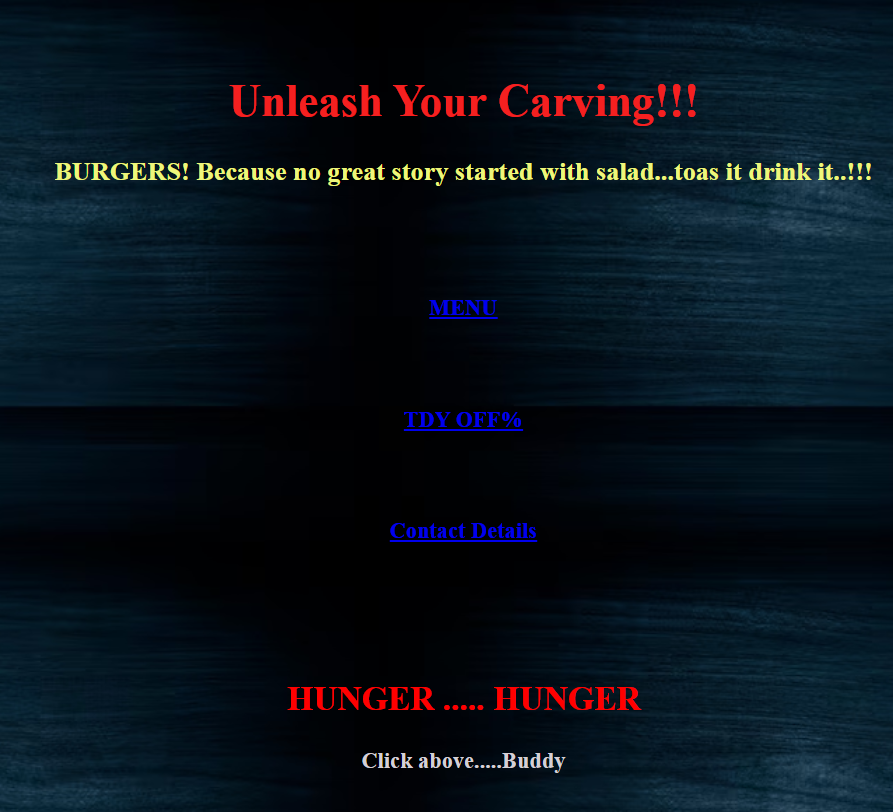 Unleash Your Carving!!!
BURGERS! Because no great story started with salad...toas it drink it..!!!
MENU
TDY OFF%
Contact Details
HUNGER ..... HUNGER
Click above.....Buddy